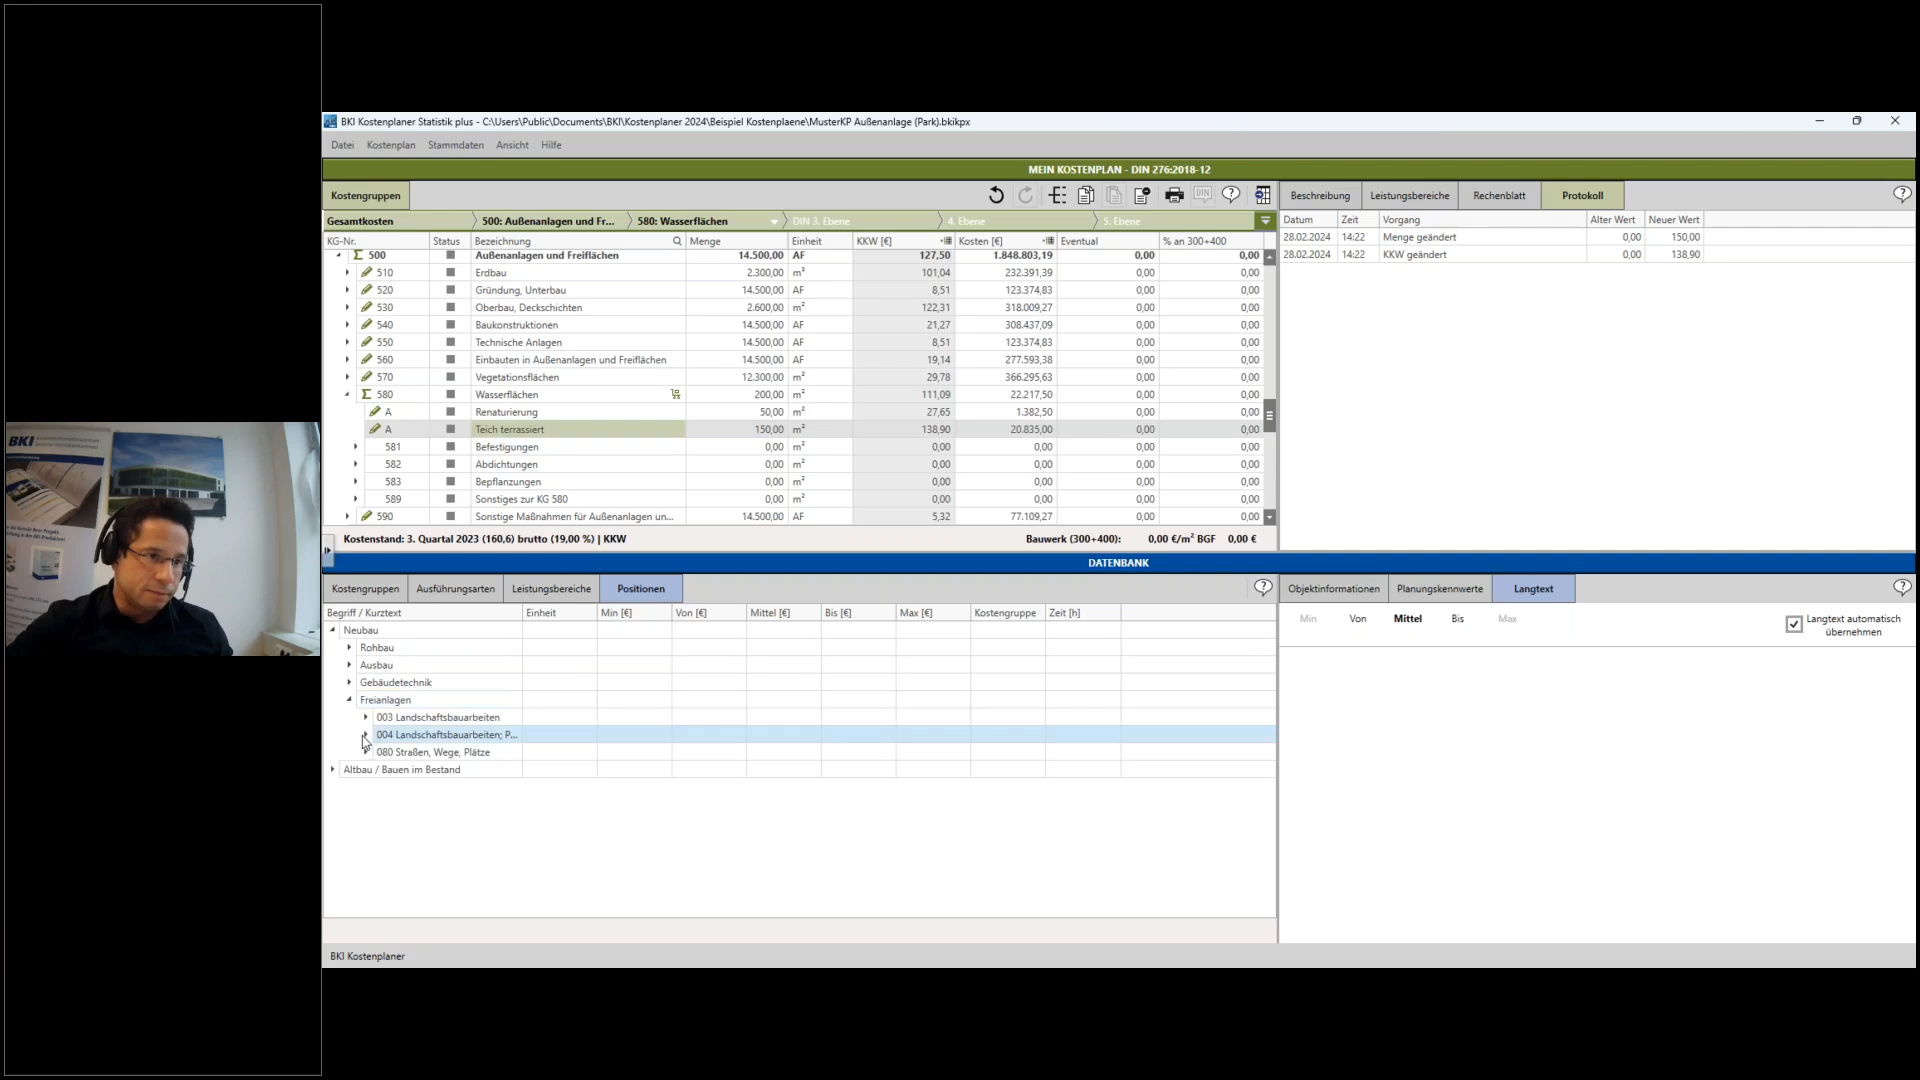 BKI
BKI Kostenplaner Statistik plus - C:\Users\Public\Documents\BKI\Kostenplaner 2024\Beispiel Kostenplaene\MusterKP Außenanlage (Park).bkikpx
Datei Kostenplan Stammdaten Ansicht Hilfe
MEIN KOSTENPLAN - DIN 276:2018-12
Kostengruppen
DIN
Beschreibung Leistungsbereiche Rechenblatt Protokoll
Gesamtkosten 500: Außenanlagen und Fr... 580: Wasserflächen DIN 3. Ebene 4. Ebene 5. Ebene
Datum Zeit Vorgang Alter Wert Neuer Wert
28.02.2024 14:22 Menge geändert 0,00 150,00
28.02.2024 14:22 KKW geändert 0,00 138,90
KG-Nr. Status Bezeichnung Menge Einheit KKW [€] Kosten [€] Eventual % an 300+400
Σ 500 Außenanlagen und Freiflächen 14.500,00 AF 127,50 1.848.803,19 0,00 0,00
510 Erdbau 2.300,00 m³ 101,04 232.391,39 0,00 0,00
520 Gründung, Unterbau 14.500,00 AF 8,51 123.374,83 0,00 0,00
530 Oberbau, Deckschichten 2.600,00 m² 122,31 318.009,27 0,00 0,00
540 Baukonstruktionen 14.500,00 AF 21,27 308.437,09 0,00 0,00
550 Technische Anlagen 14.500,00 AF 8,51 123.374,83 0,00 0,00
560 Einbauten in Außenanlagen und Freiflächen 14.500,00 AF 19,14 277.593,38 0,00 0,00
570 Vegetationsflächen 12.300,00 m² 29,78 366.295,63 0,00 0,00
Σ 580 Wasserflächen 200,00 m² 111,09 22.217,50 0,00 0,00
A Renaturierung 50,00 m² 27,65 1.382,50 0,00 0,00
A Teich terrassiert 150,00 m² 138,90 20.835,00 0,00 0,00
581 Befestigungen 0,00 m² 0,00 0,00 0,00 0,00
582 Abdichtungen 0,00 m² 0,00 0,00 0,00 0,00
583 Bepflanzungen 0,00 m² 0,00 0,00 0,00 0,00
589 Sonstiges zur KG 580 0,00 m² 0,00 0,00 0,00 0,00
590 Sonstige Maßnahmen für Außenanlagen un... 14.500,00 AF 5,32 77.109,27 0,00 0,00
Kostenstand: 3. Quartal 2023 (160,6) brutto (19,00 %) | KKW Bauwerk (300+400): 0,00 €/m² BGF 0,00 €
DATENBANK
Kostengruppen Ausführungsarten Leistungsbereiche Positionen
Objektinformationen Planungskennwerte Langtext
Begriff / Kurztext Einheit Min [€] Von [€] Mittel [€] Bis [€] Max [€] Kostengruppe Zeit [h]
Min Von Mittel Bis Max
Langtext automatisch
übernehmen
Neubau
Rohbau
Ausbau
Gebäudetechnik
Freianlagen
003 Landschaftsbauarbeiten
004 Landschaftsbauarbeiten; P...
080 Straßen, Wege, Plätze
Altbau / Bauen im Bestand
BKI Kostenplaner